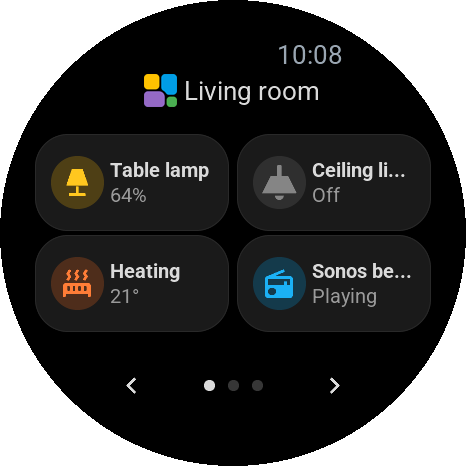 10:08
Living room
Table lamp
64%
Ceiling li...
Off
Heating
21°
Sonos be...
Playing